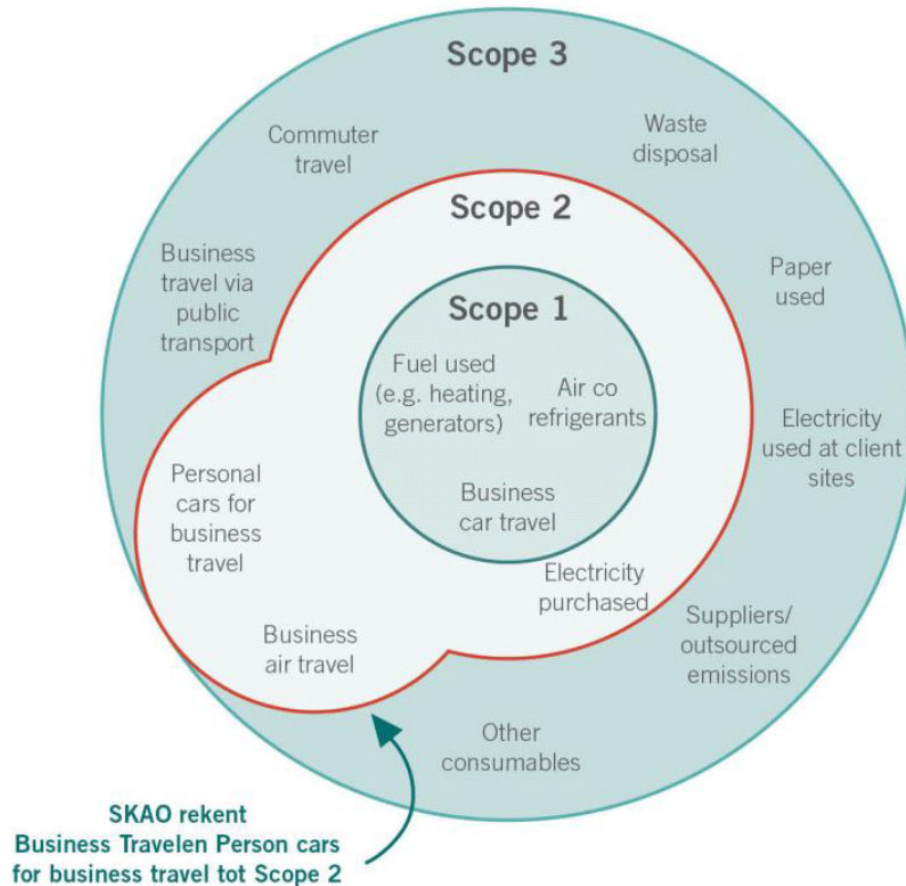 Scope 3
Commuter
travel
Waste
disposal
Scope 2
Business
travel via
public
transport
Paper
used
Scope 1
Fuel used
(e.g. heating,
generators)
Air co
refrigerants
Electricity
used at client
sites
Personal
cars for
business
travel
Business
car travel
Electricity
purchased
Business
air travel
Suppliers/
outsourced
emissions
Other
consumables
SKAO rekent
Business Travelen Person cars
for business travel tot Scope 2